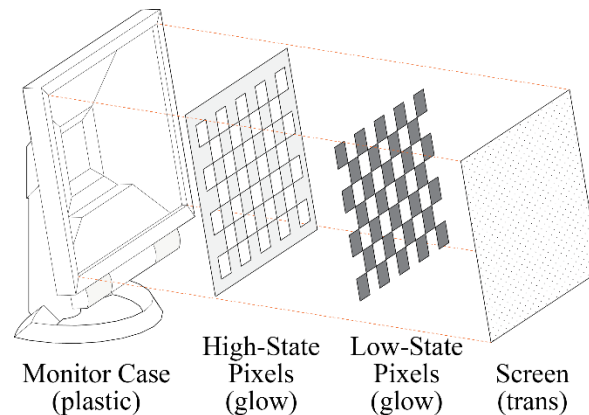 Monitor Case
(plastic)
High-State
Pixels
(glow)
Low-State
Pixels
(glow)
Screen
(trans)